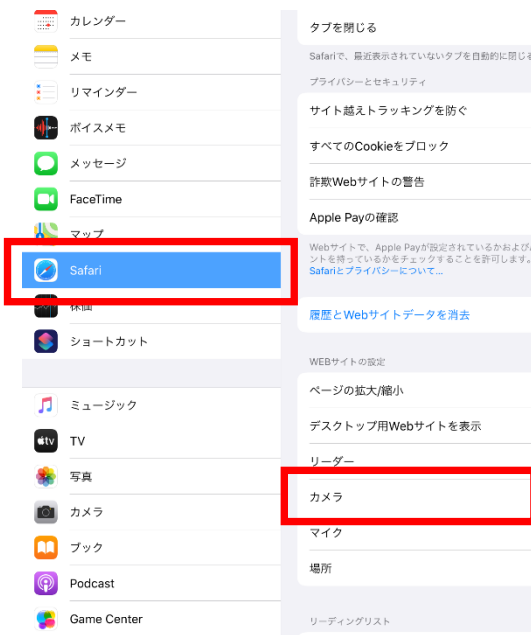 カレンダー
メモ
リマインダー
ボイスメモ
メッセージ
FaceTime
マップ
Safari
株価
ショートカット
ミュージック
TV
写真
カメラ
ブック
Podcast
Game Center
タブを閉じる
Safariで、最近表示されていないタブを自動的に閉じる
プライバシーとセキュリティ
サイト越えトラッキングを防ぐ
すべてのCookieをブロック
詐欺Webサイトの警告
Apple Payの確認
Webサイトで、Apple Payが設定されているかおよび
ントを持っているかをチェックすることを許可します。
Safariとプライバシーについて...
履歴とWebサイトデータを消去
WEBサイトの設定
ページの拡大/縮小
デスクトップ用Webサイトを表示
リーダー
カメラ
マイク
場所
リーディングリスト